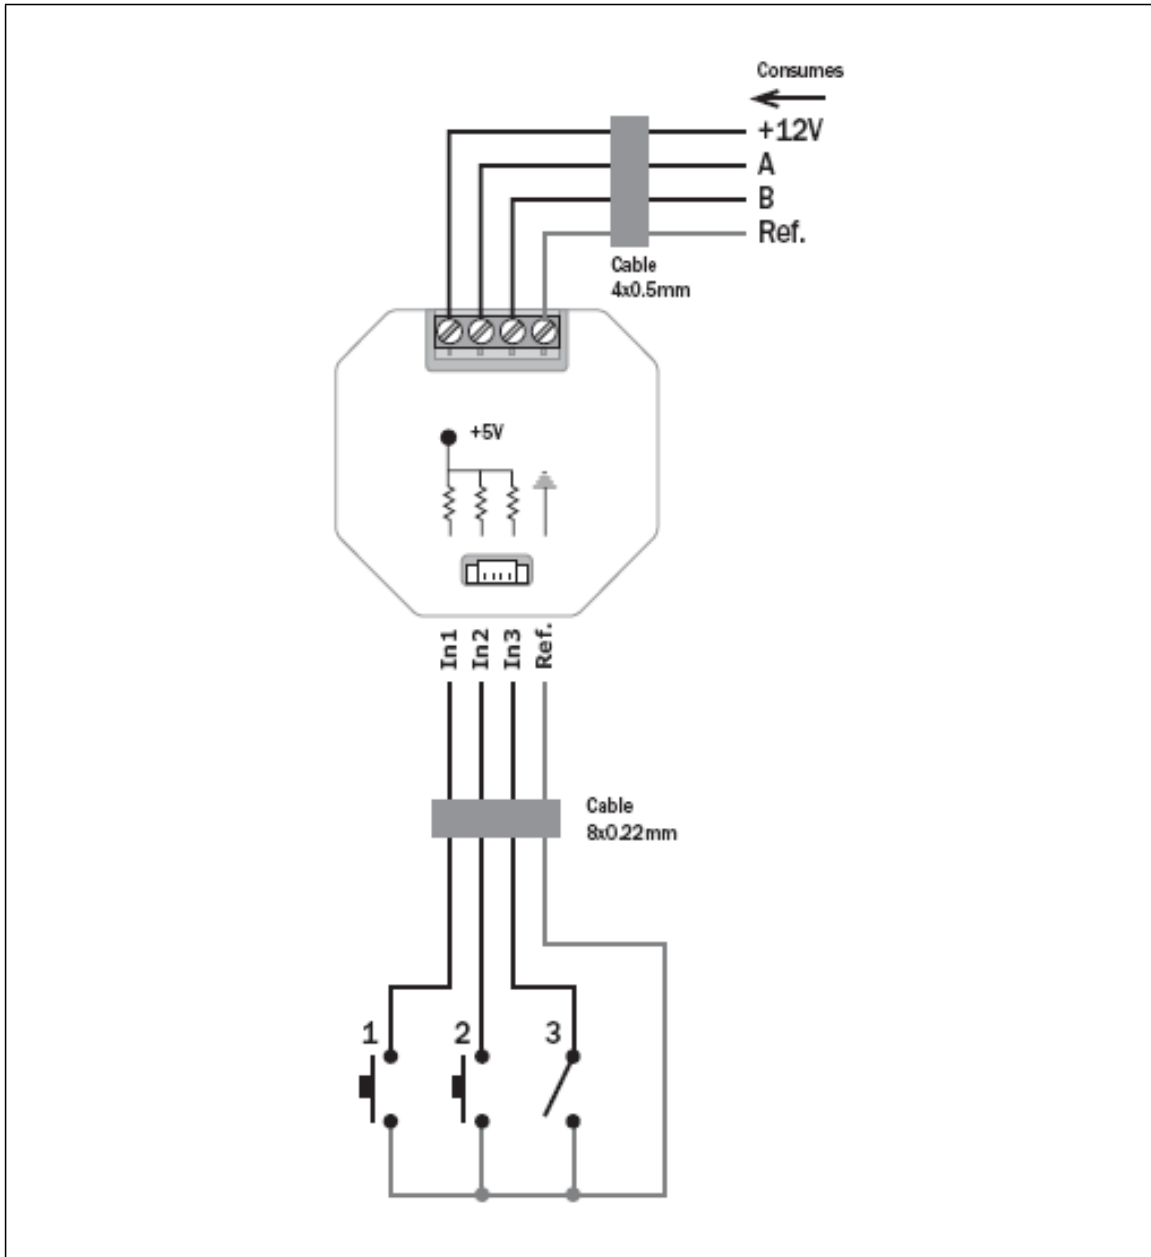 Consumes
+12V
A
B
Ref.
Cable
4x0.5mm
+5V
In1
In2
In3
Ref.
Cable
8x0.22mm
1
2
3